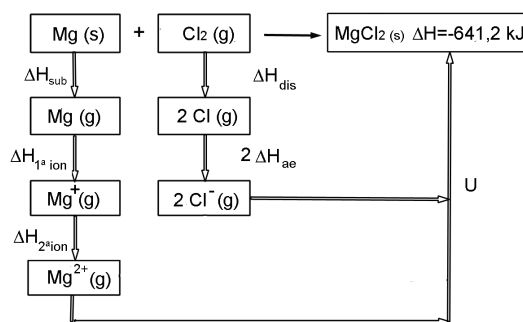 Mg (s) + Cl₂ (g) MgCl₂ (s) ΔH=-641,2 kJ
ΔHsub ΔHdis
Mg (g) 2 Cl (g)
ΔH1ª ion 2 ΔHae
Mg⁺(g) 2 Cl⁻(g) U
ΔH2ªion
Mg²⁺(g)